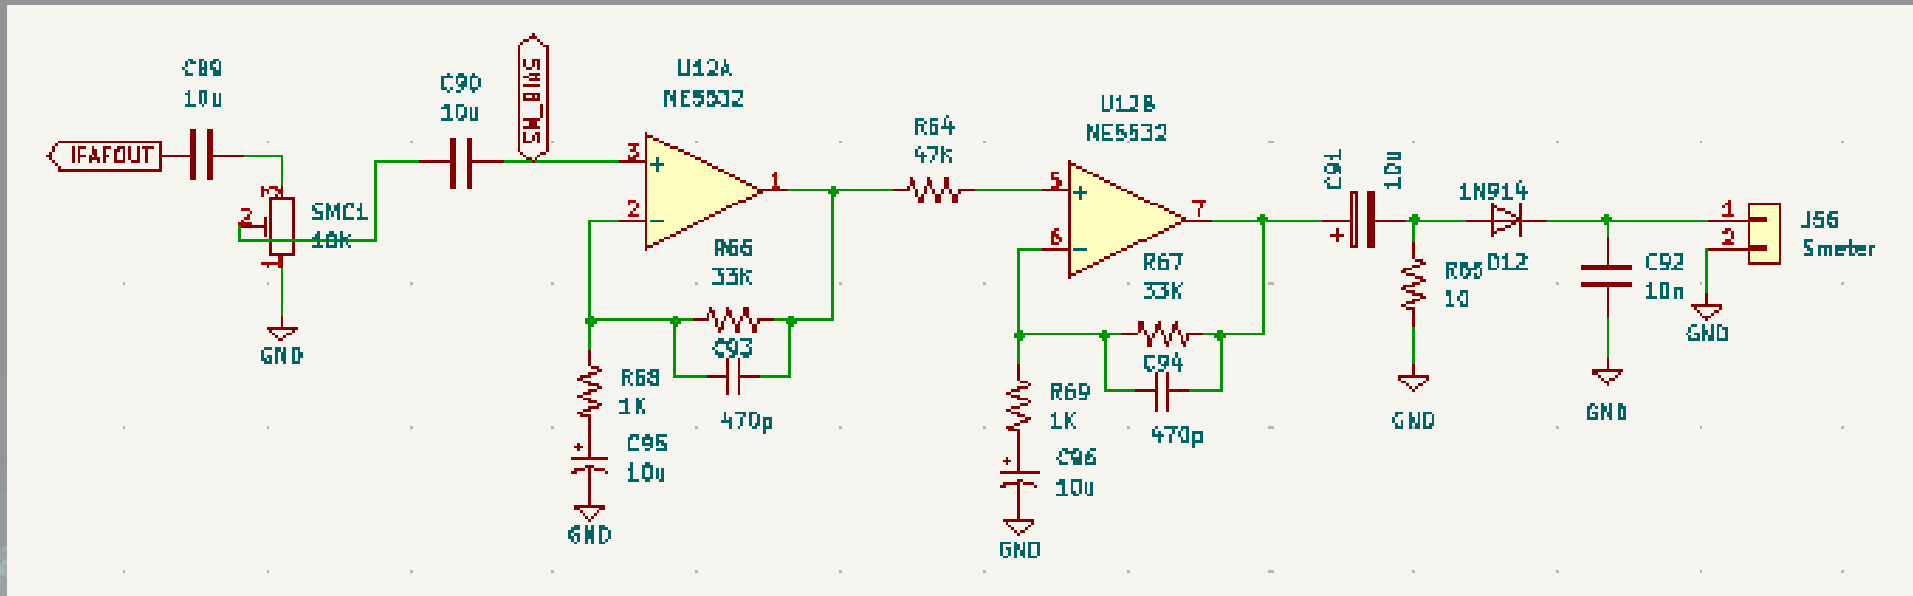 C89
10u
IFAFOUT
3
2
1
SMC1
10K
GND
C90
10u
SM_BIAS
U12A
NE5532
3
+
2
−
1
R66
33K
C93
470p
R68
1K
+
C95
10u
GND
R64
47K
U12B
NE5532
5
+
6
−
7
R67
33K
C94
470p
R69
1K
+
C96
10u
GND
C91
10u
+
1N914
D12
10
GND
C92
10n
GND
1
2
J56
Smeter
GND